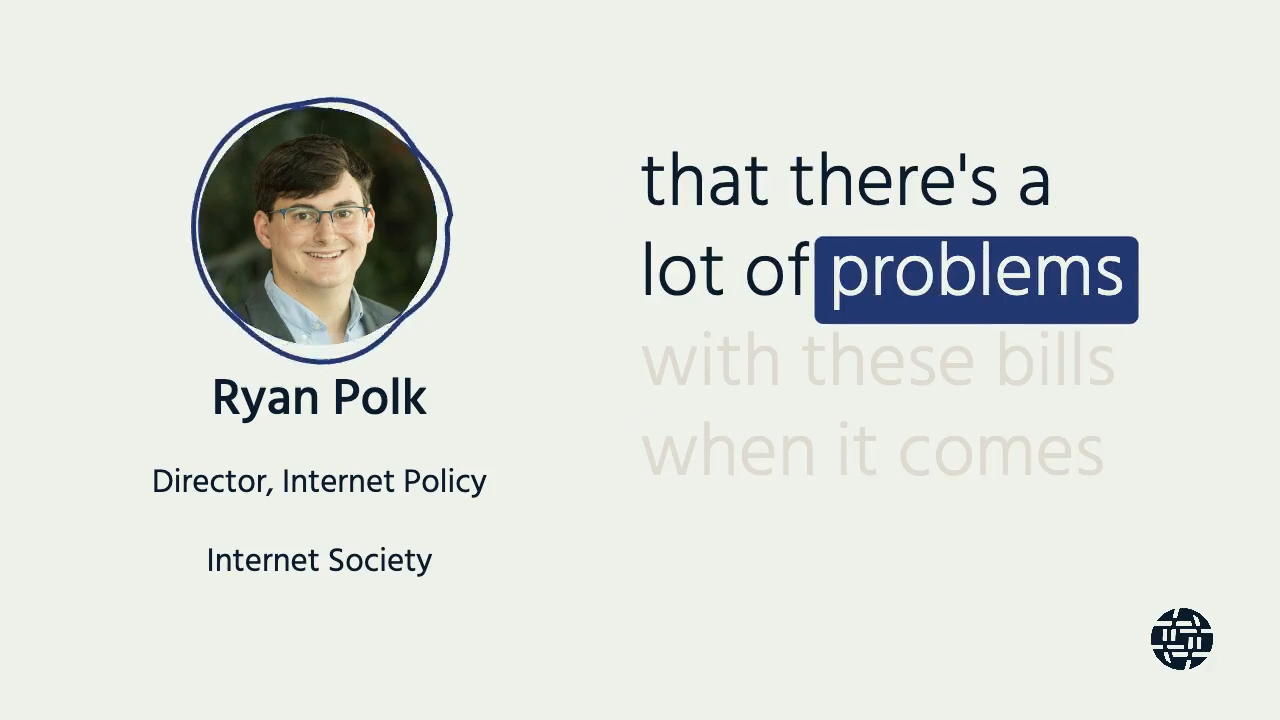 Ryan Polk
Director, Internet Policy
Internet Society
that there's a
lot of problems
with these bills
when it comes